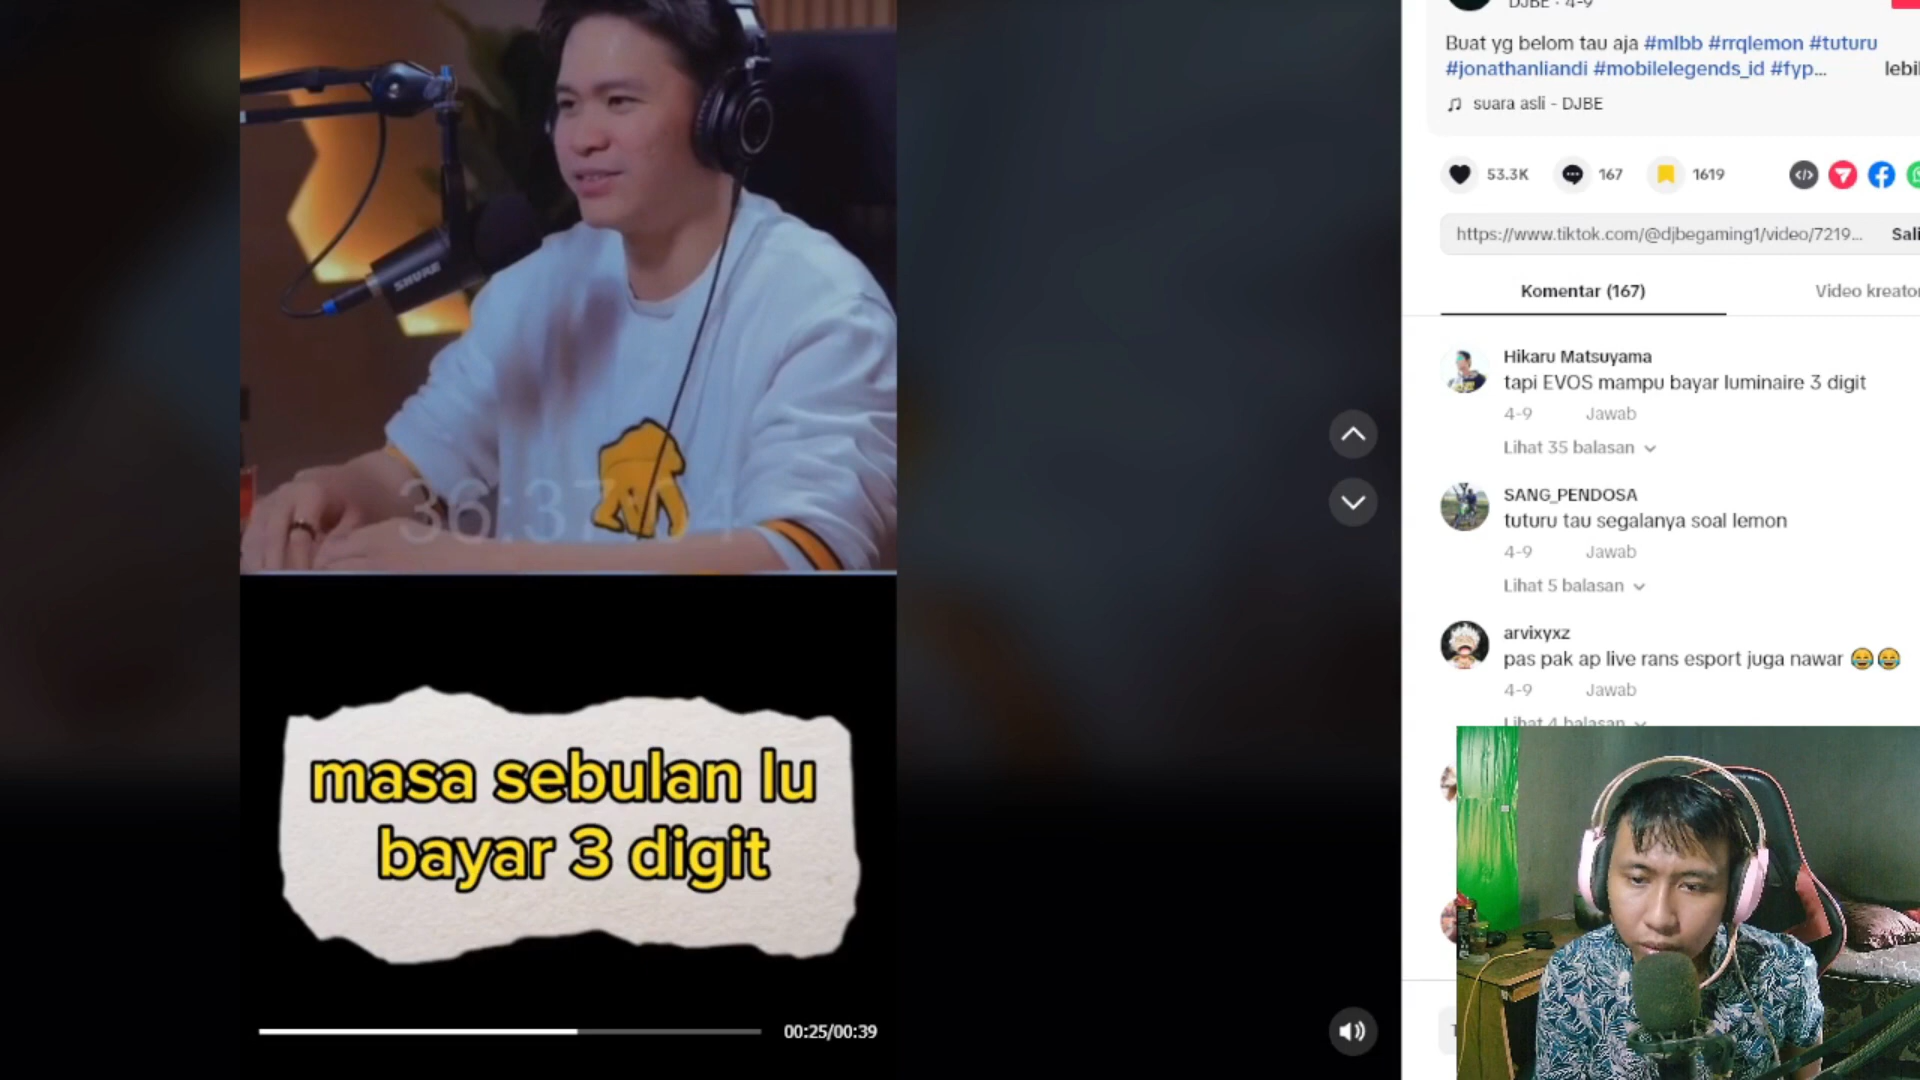 DJBE · 4-9
Buat yg belom tau aja #mlbb #rrqlemon #tuturu
#jonathanliandi #mobilelegends_id #fyp...
suara asli - DJBE
53.3K
167
1619
https://www.tiktok.com/@djbegaming1/video/7219...
Komentar (167)
Video kreator
Hikaru Matsuyama
tapi EVOS mampu bayar luminaire 3 digit
4-9 Jawab
Lihat 35 balasan
SANG_PENDOSA
tuturu tau segalanya soal lemon
4-9 Jawab
Lihat 5 balasan
arvixyxz
pas pak ap live rans esport juga nawar 😂😂
4-9 Jawab
Lihat 4 balasan
SHURE
masa sebulan lu
bayar 3 digit
00:25/00:39